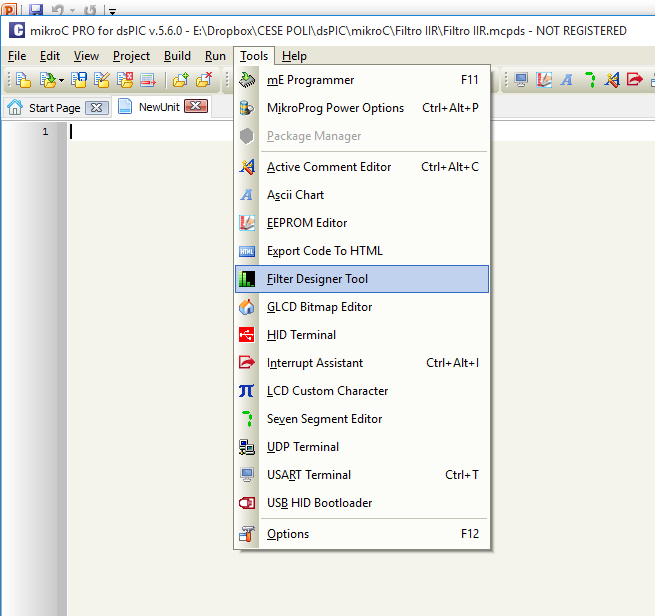 mikroC PRO for dsPIC v.5.6.0 - E:\Dropbox\CESE POLI\dsPIC\mikroC\Filtro IIR\Filtro IIR.mcpds - NOT REGISTERED
File Edit View Project Build Run Tools Help
Start Page NewUnit
1
mE Programmer F11
MikroProg Power Options Ctrl+Alt+P
Package Manager
Active Comment Editor Ctrl+Alt+C
Ascii Chart
EEPROM Editor
HTML Export Code To HTML
Filter Designer Tool
GLCD Bitmap Editor
HID Terminal
Interrupt Assistant Ctrl+Alt+I
LCD Custom Character
Seven Segment Editor
UDP Terminal
USART Terminal Ctrl+T
USB HID Bootloader
Options F12